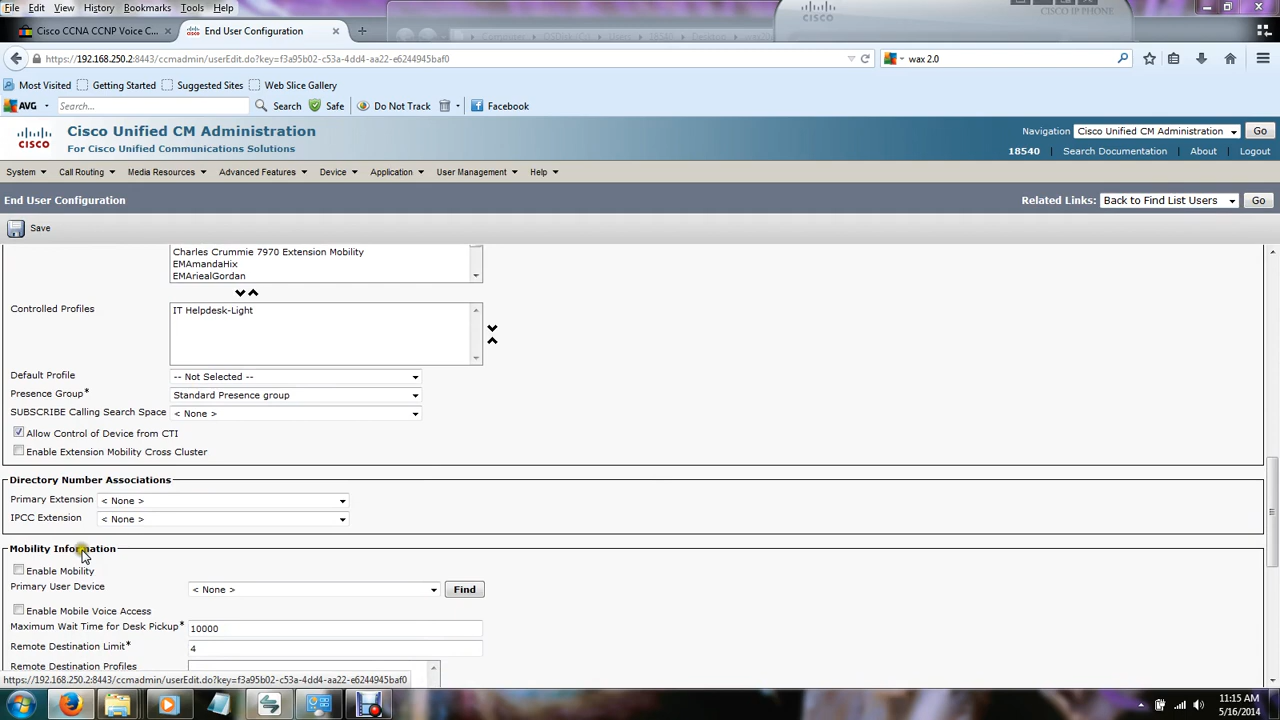 File Edit View History Bookmarks Tools Help
CISCO
CISCO IP PHONE
Cisco CCNA CCNP Voice C...
End User Configuration
https://192.168.250.2:8443/ccmadmin/userEdit.do?key=f3a95b02-c53a-4dd4-aa22-e6244945baf0
wax 2.0
Most Visited Getting Started Suggested Sites Web Slice Gallery
AVG Search... Search Safe Do Not Track Facebook
Cisco Unified CM Administration
For Cisco Unified Communications Solutions
CISCO
Navigation Cisco Unified CM Administration Go
18540 Search Documentation About Logout
System Call Routing Media Resources Advanced Features Device Application User Management Help
End User Configuration
Related Links: Back to Find List Users Go
Save
Charles Crummie 7970 Extension Mobility
EMAmandaHix
EMAriealGordan
Controlled Profiles
IT Helpdesk-Light
Default Profile -- Not Selected --
Presence Group* Standard Presence group
SUBSCRIBE Calling Search Space < None >
Allow Control of Device from CTI
Enable Extension Mobility Cross Cluster
Directory Number Associations
Primary Extension < None >
IPCC Extension < None >
Mobility Information
Enable Mobility
Primary User Device < None > Find
Enable Mobile Voice Access
Maximum Wait Time for Desk Pickup* 10000
Remote Destination Limit* 4
Remote Destination Profiles
https://192.168.250.2:8443/ccmadmin/userEdit.do?key=f3a95b02-c53a-4dd4-aa22-e6244945baf0
11:15 AM
5/16/2014